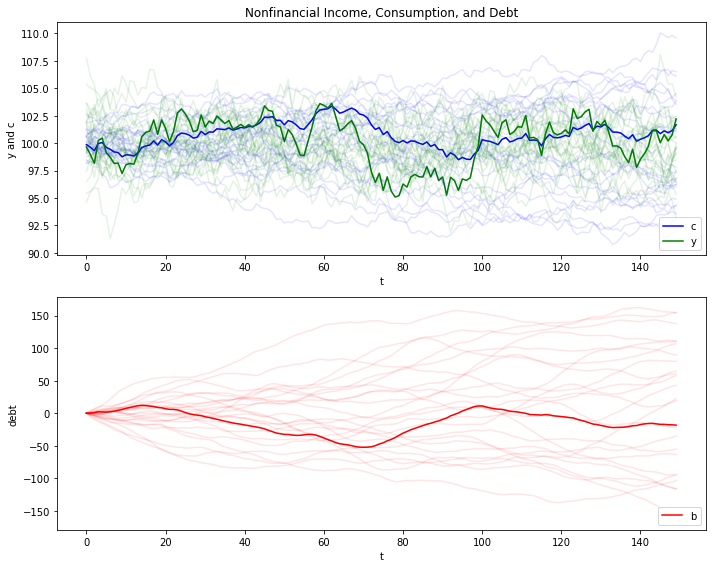 Nonfinancial Income, Consumption, and Debt
110.0
107.5
105.0
102.5
100.0
97.5
95.0
92.5
90.0
y and c
c
y
0 20 40 60 80 100 120 140
t
150
100
50
0
−50
−100
−150
debt
b
0 20 40 60 80 100 120 140
t